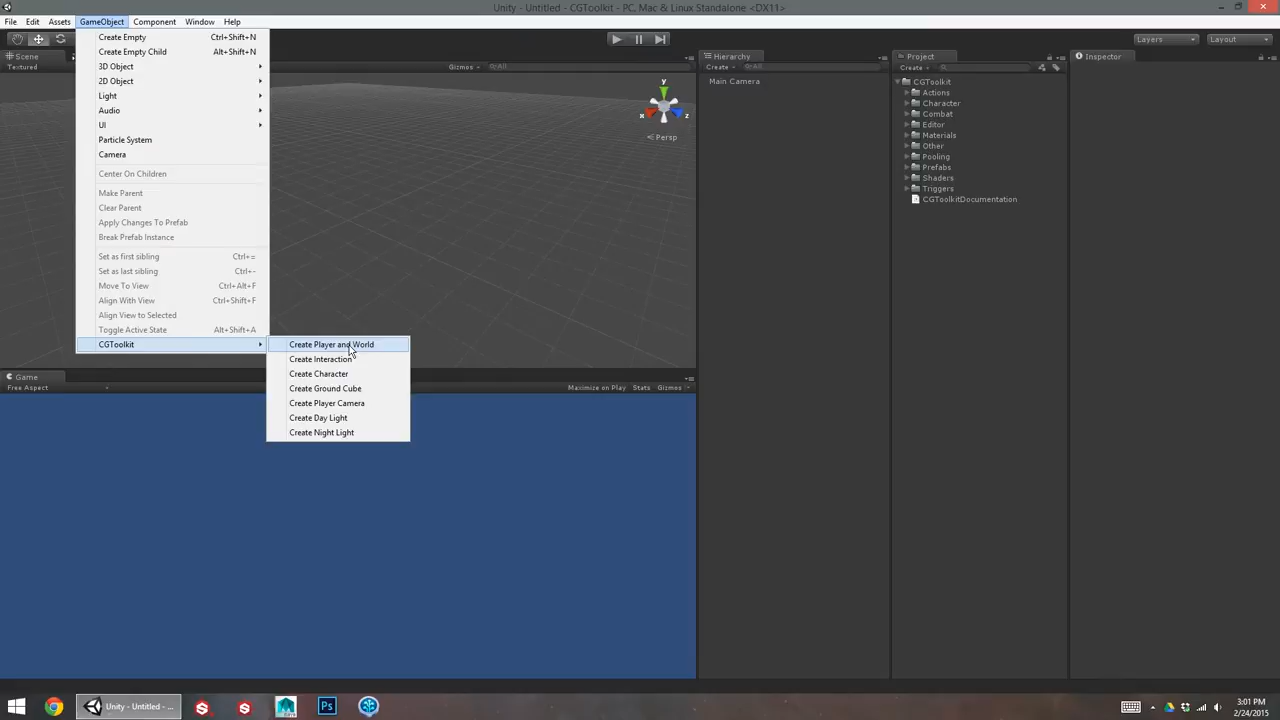 Unity - Untitled - CGToolkit - PC, Mac & Linux Standalone <DX11>
File Edit Assets GameObject Component Window Help
Layers Layout
Scene
Textured
Gizmos All
y
x z
Persp
Create Empty Ctrl+Shift+N
Create Empty Child Alt+Shift+N
3D Object
2D Object
Light
Audio
UI
Particle System
Camera
Center On Children
Make Parent
Clear Parent
Apply Changes To Prefab
Break Prefab Instance
Set as first sibling Ctrl+=
Set as last sibling Ctrl+-
Move To View Ctrl+Alt+F
Align With View Ctrl+Shift+F
Align View to Selected
Toggle Active State Alt+Shift+A
CGToolkit
Create Player and World
Create Interaction
Create Character
Create Ground Cube
Create Player Camera
Create Day Light
Create Night Light
Game
Free Aspect Maximize on Play Stats Gizmos
Hierarchy
Create All
Main Camera
Project
Create
CGToolkit
Actions
Character
Combat
Editor
Materials
Other
Pooling
Prefabs
Shaders
Triggers
CGToolkitDocumentation
Inspector
Unity - Untitled - ...
Ps
3:01 PM
2/24/2015